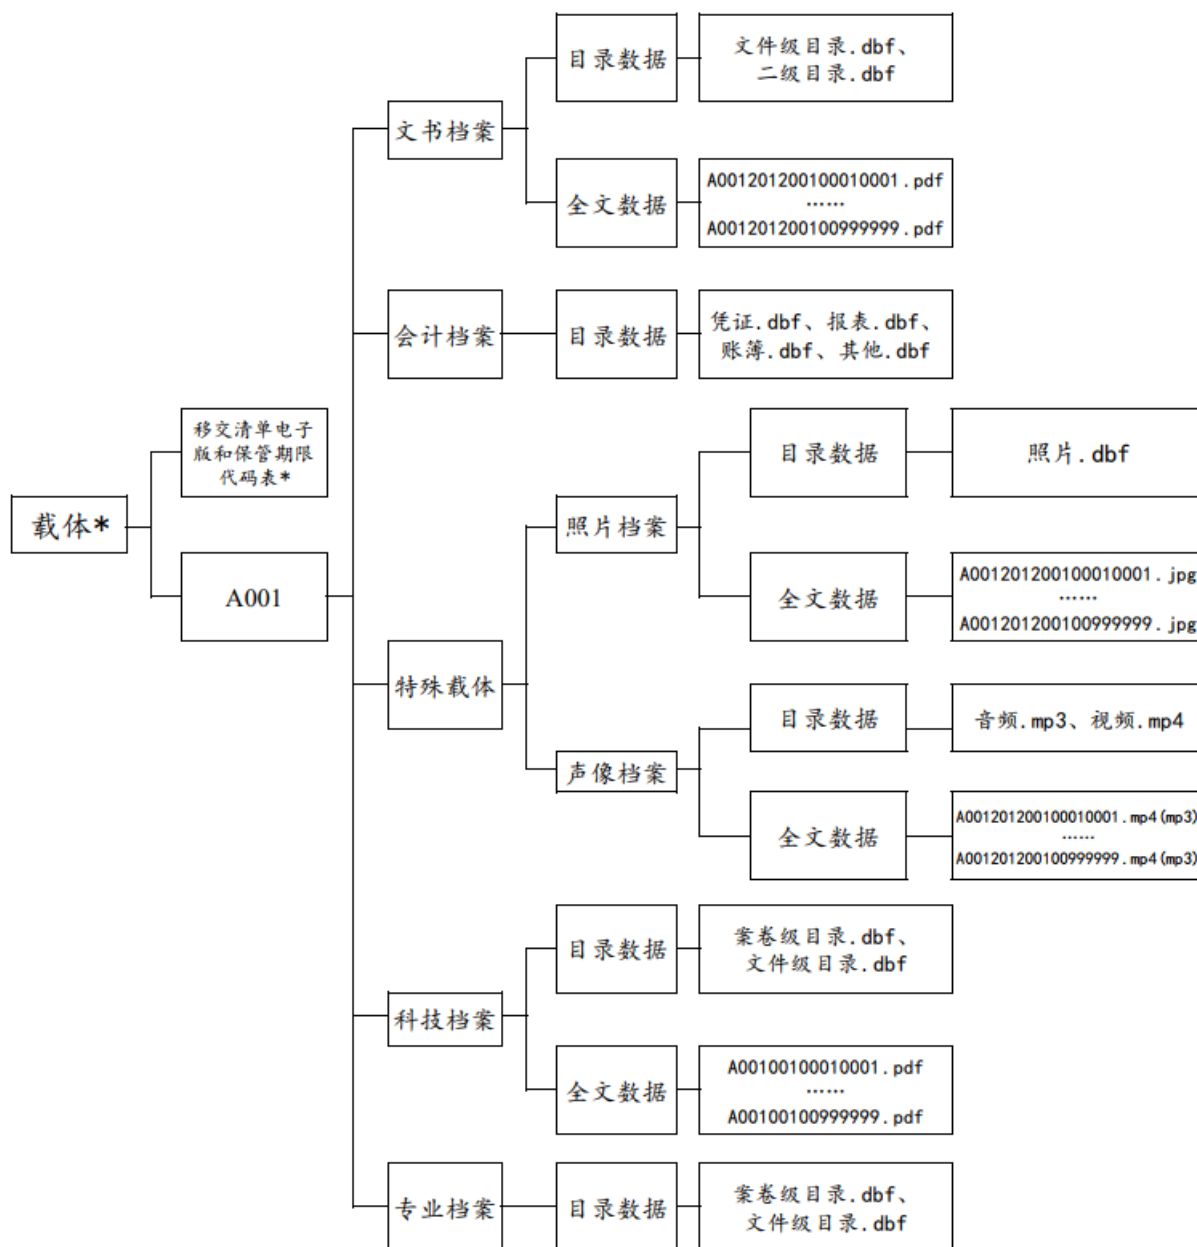 目录数据
文件级目录.dbf、
二级目录.dbf
文书档案
全文数据
A001201200100010001.pdf
……
A001201200100999999.pdf
会计档案
目录数据
凭证.dbf、报表.dbf、
账簿.dbf、其他.dbf
移交清单电子
版和保管期限
代码表*
载体*
A001
目录数据
照片.dbf
照片档案
全文数据
A001201200100010001.jpg
……
A001201200100999999.jpg
特殊载体
目录数据
音频.mp3、视频.mp4
声像档案
全文数据
A001201200100010001.mp4(mp3)
……
A001201200100999999.mp4(mp3)
目录数据
案卷级目录.dbf、
文件级目录.dbf
科技档案
全文数据
A00100100010001.pdf
……
A00100100999999.pdf
专业档案
目录数据
案卷级目录.dbf、
文件级目录.dbf